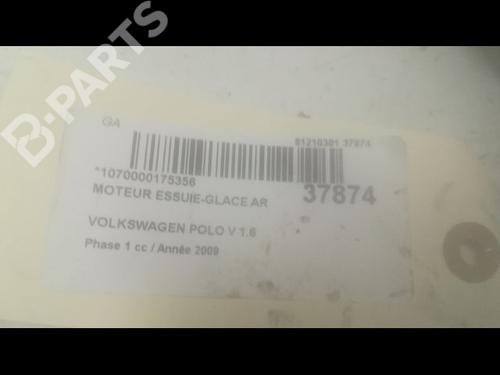 B-PARTS
GA
81210301 37874
*1070000175356
MOTEUR ESSUIE-GLACE AR
37874
VOLKSWAGEN POLO V 1.6
Phase 1 cc / Année 2009